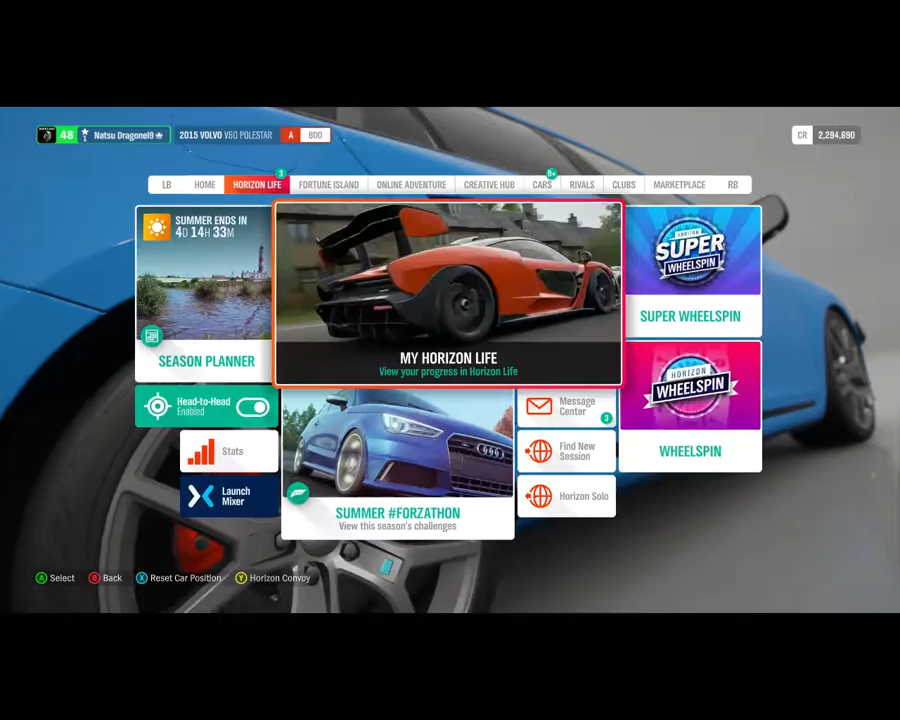 48 Natsu Dragonel9
2015 VOLVO V60 POLESTAR A 800
CR 2,294,690
3
9+
LB HOME HORIZON LIFE FORTUNE ISLAND ONLINE ADVENTURE CREATIVE HUB CARS RIVALS CLUBS MARKETPLACE RB
SUMMER ENDS IN
4D 14H 33M
SEASON PLANNER
MY HORIZON LIFE
View your progress in Horizon Life
HORIZON
SUPER
WHEELSPIN
SUPER WHEELSPIN
Head-to-Head
Enabled
Stats
Launch
Mixer
SUMMER #FORZATHON
View this season's challenges
Message
Center
3
Find New
Session
Horizon Solo
HORIZON
WHEELSPIN
WHEELSPIN
A Select B Back X Reset Car Position Y Horizon Convoy